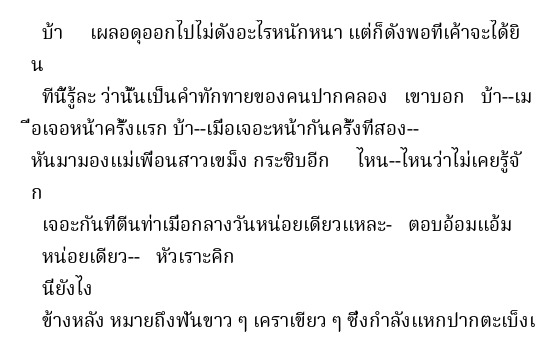 บ้า เผลอดุออกไปไม่ดังอะไรหนักหนา แต่ก็ดังพอที่เค้าจะได้ยิ
น
ทีนี้รู้ละ ว่านั้นเป็นคำทักทายของคนปากคลอง เขาบอก บ้า--เม
ื่อเจอหน้าครั้งแรก บ้า--เมื่อเจอะหน้ากันครั้งที่สอง--
หันมามองแม่เพื่อนสาวเขม็ง กระซิบอีก ไหน--ไหนว่าไม่เคยรู้จั
ก
เจอะกันที่ตีนท่าเมื่อกลางวันหน่อยเดียวแหละ- ตอบอ้อมแอ้ม
หน่อยเดียว-- หัวเราะคิก
นี่ยังไง
ข้างหลัง หมายถึงฟันขาว ๆ เคราเขียว ๆ ซึ่งกำลังแหกปากตะเบ็งเ